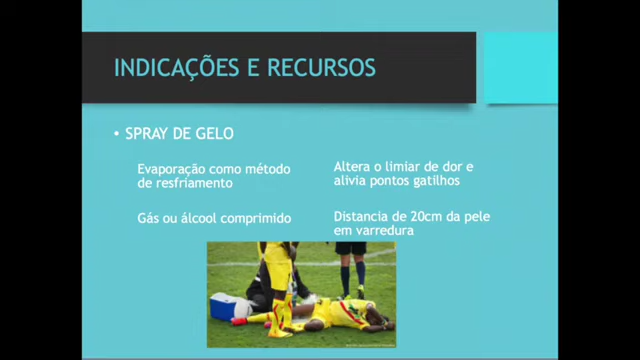 INDICAÇÕES E RECURSOS
• SPRAY DE GELO
Evaporação como método
de resfriamento
Gás ou álcool comprimido
Altera o limiar de dor e
alivia pontos gatilhos
Distancia de 20cm da pele
em varredura